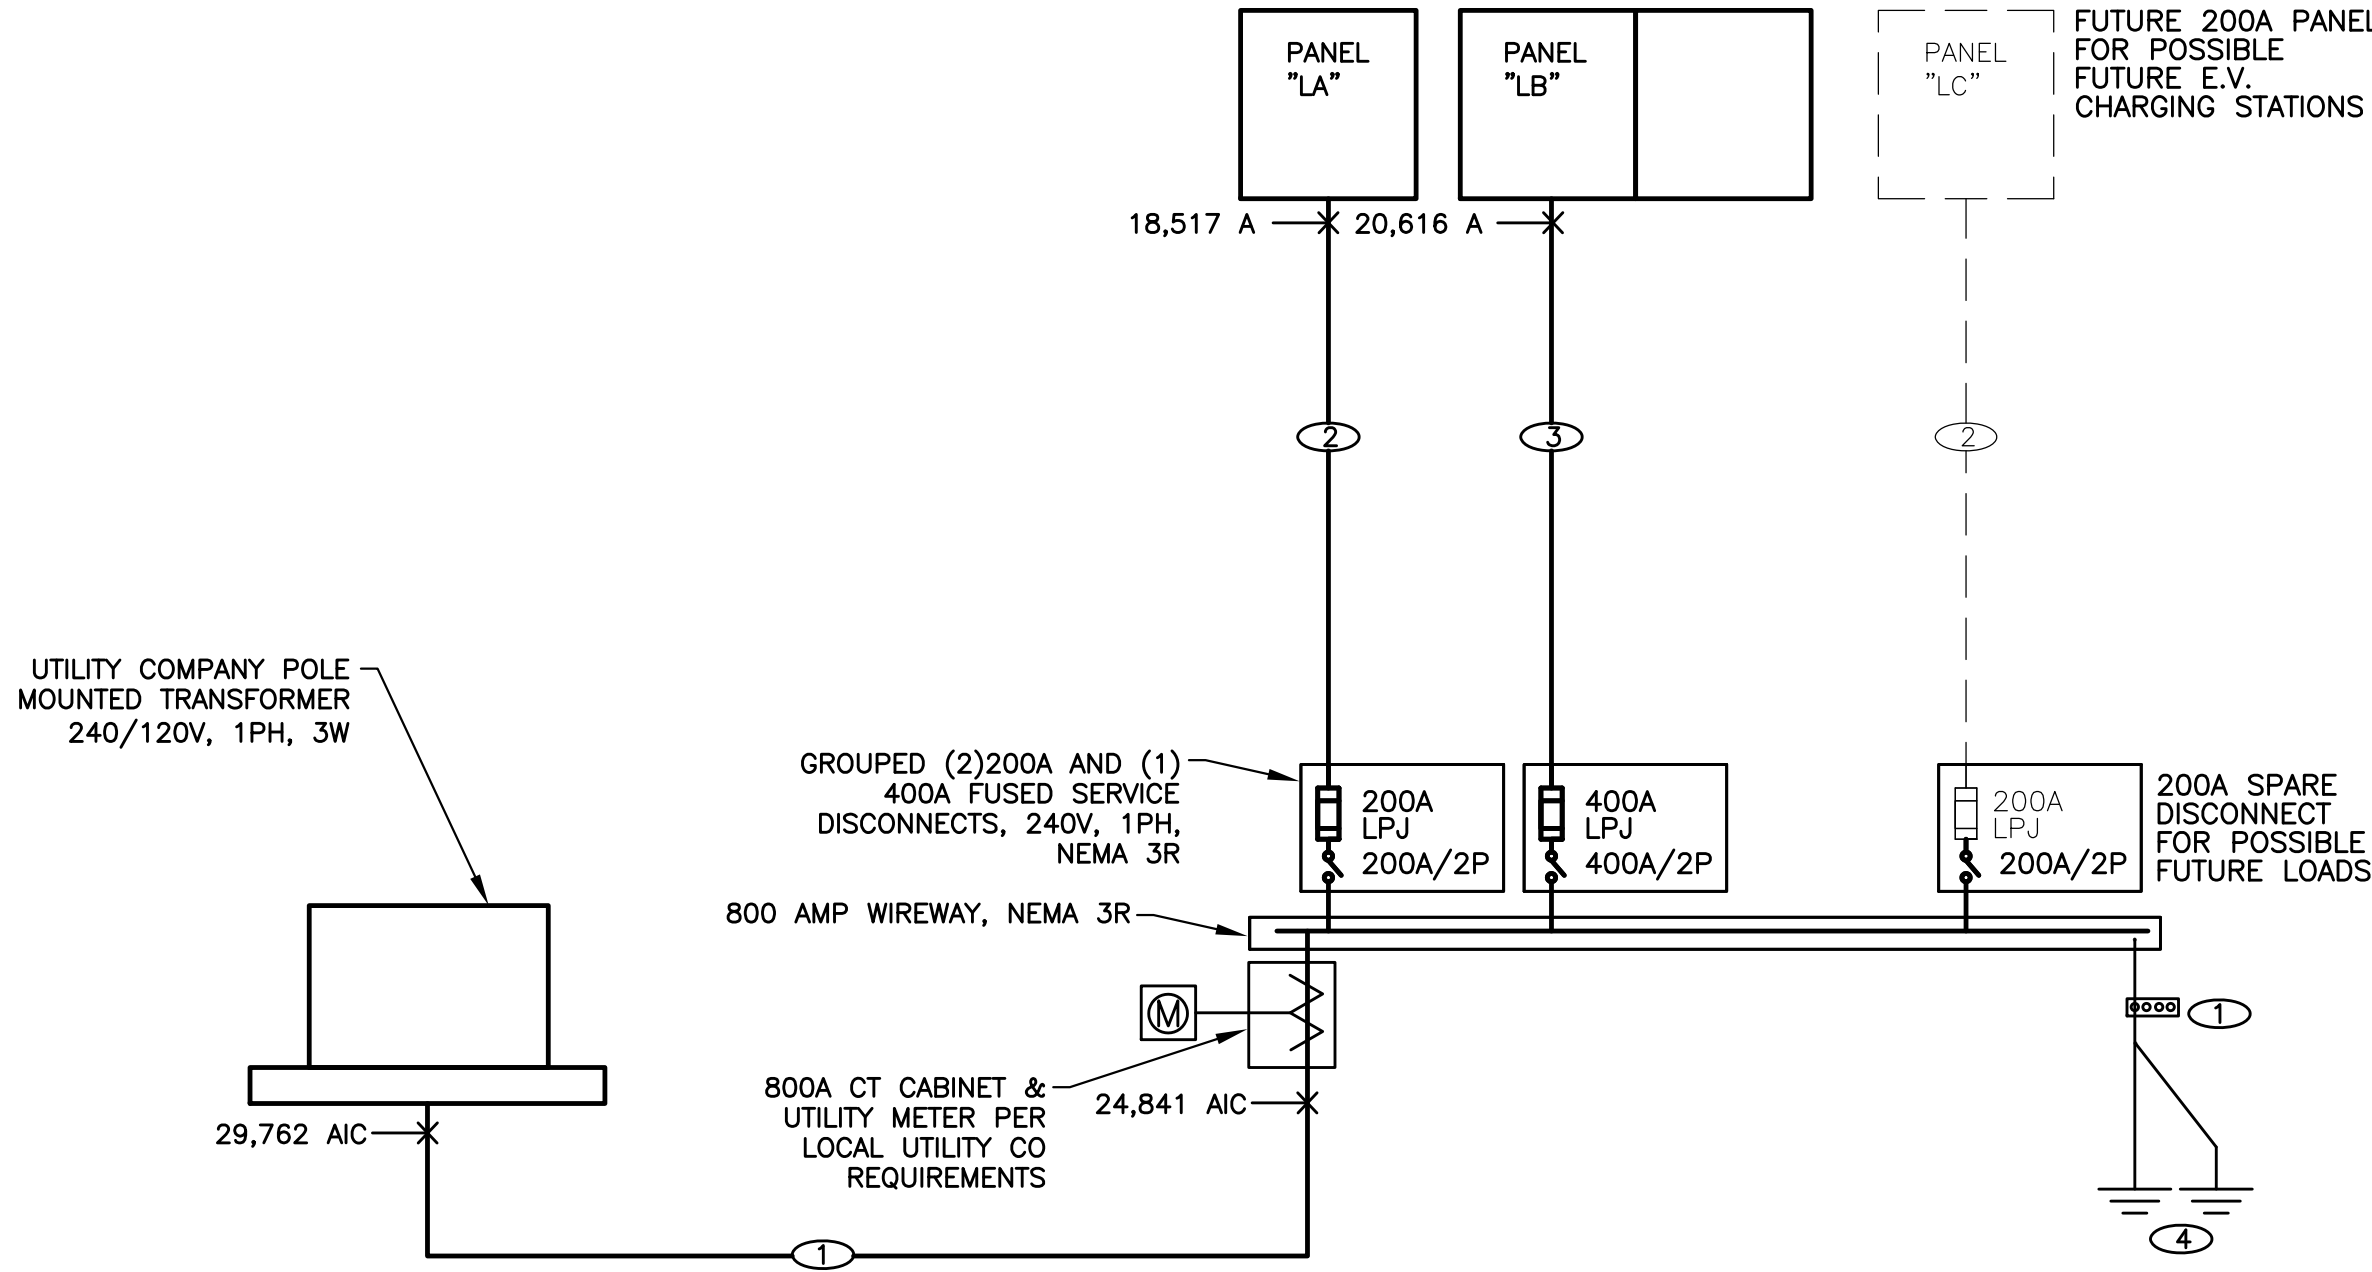 PANEL
"LA"
PANEL
"LB"
PANEL
"LC"
FUTURE 200A PANEL
FOR POSSIBLE
FUTURE E.V.
CHARGING STATIONS
18,517 A
20,616 A
2
3
2
UTILITY COMPANY POLE
MOUNTED TRANSFORMER
240/120V, 1PH, 3W
GROUPED (2)200A AND (1)
400A FUSED SERVICE
DISCONNECTS, 240V, 1PH,
NEMA 3R
200A
LPJ
200A/2P
400A
LPJ
400A/2P
200A
LPJ
200A/2P
200A SPARE
DISCONNECT
FOR POSSIBLE
FUTURE LOADS
800 AMP WIREWAY, NEMA 3R
M
1
800A CT CABINET &
UTILITY METER PER
LOCAL UTILITY CO
REQUIREMENTS
24,841 AIC
29,762 AIC
1
4